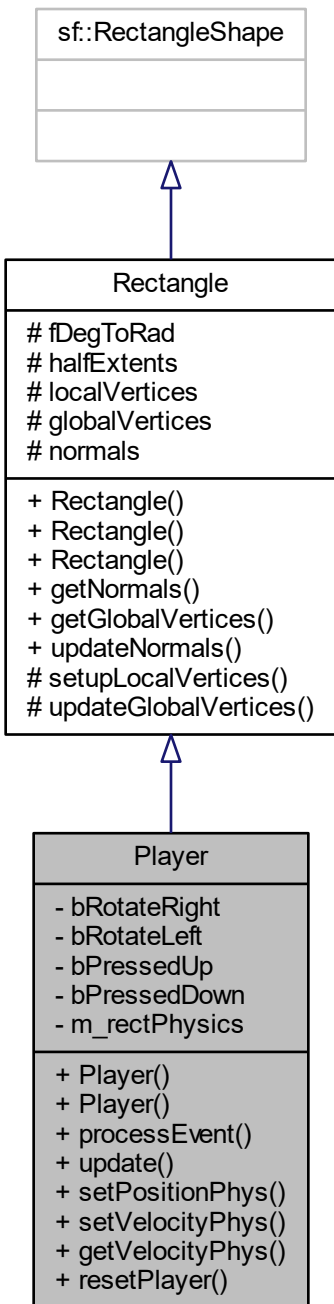 sf::RectangleShape
Rectangle
# fDegToRad
# halfExtents
# localVertices
# globalVertices
# normals
+ Rectangle()
+ Rectangle()
+ Rectangle()
+ getNormals()
+ getGlobalVertices()
+ updateNormals()
# setupLocalVertices()
# updateGlobalVertices()
Player
- bRotateRight
- bRotateLeft
- bPressedUp
- bPressedDown
- m_rectPhysics
+ Player()
+ Player()
+ processEvent()
+ update()
+ setPositionPhys()
+ setVelocityPhys()
+ getVelocityPhys()
+ resetPlayer()